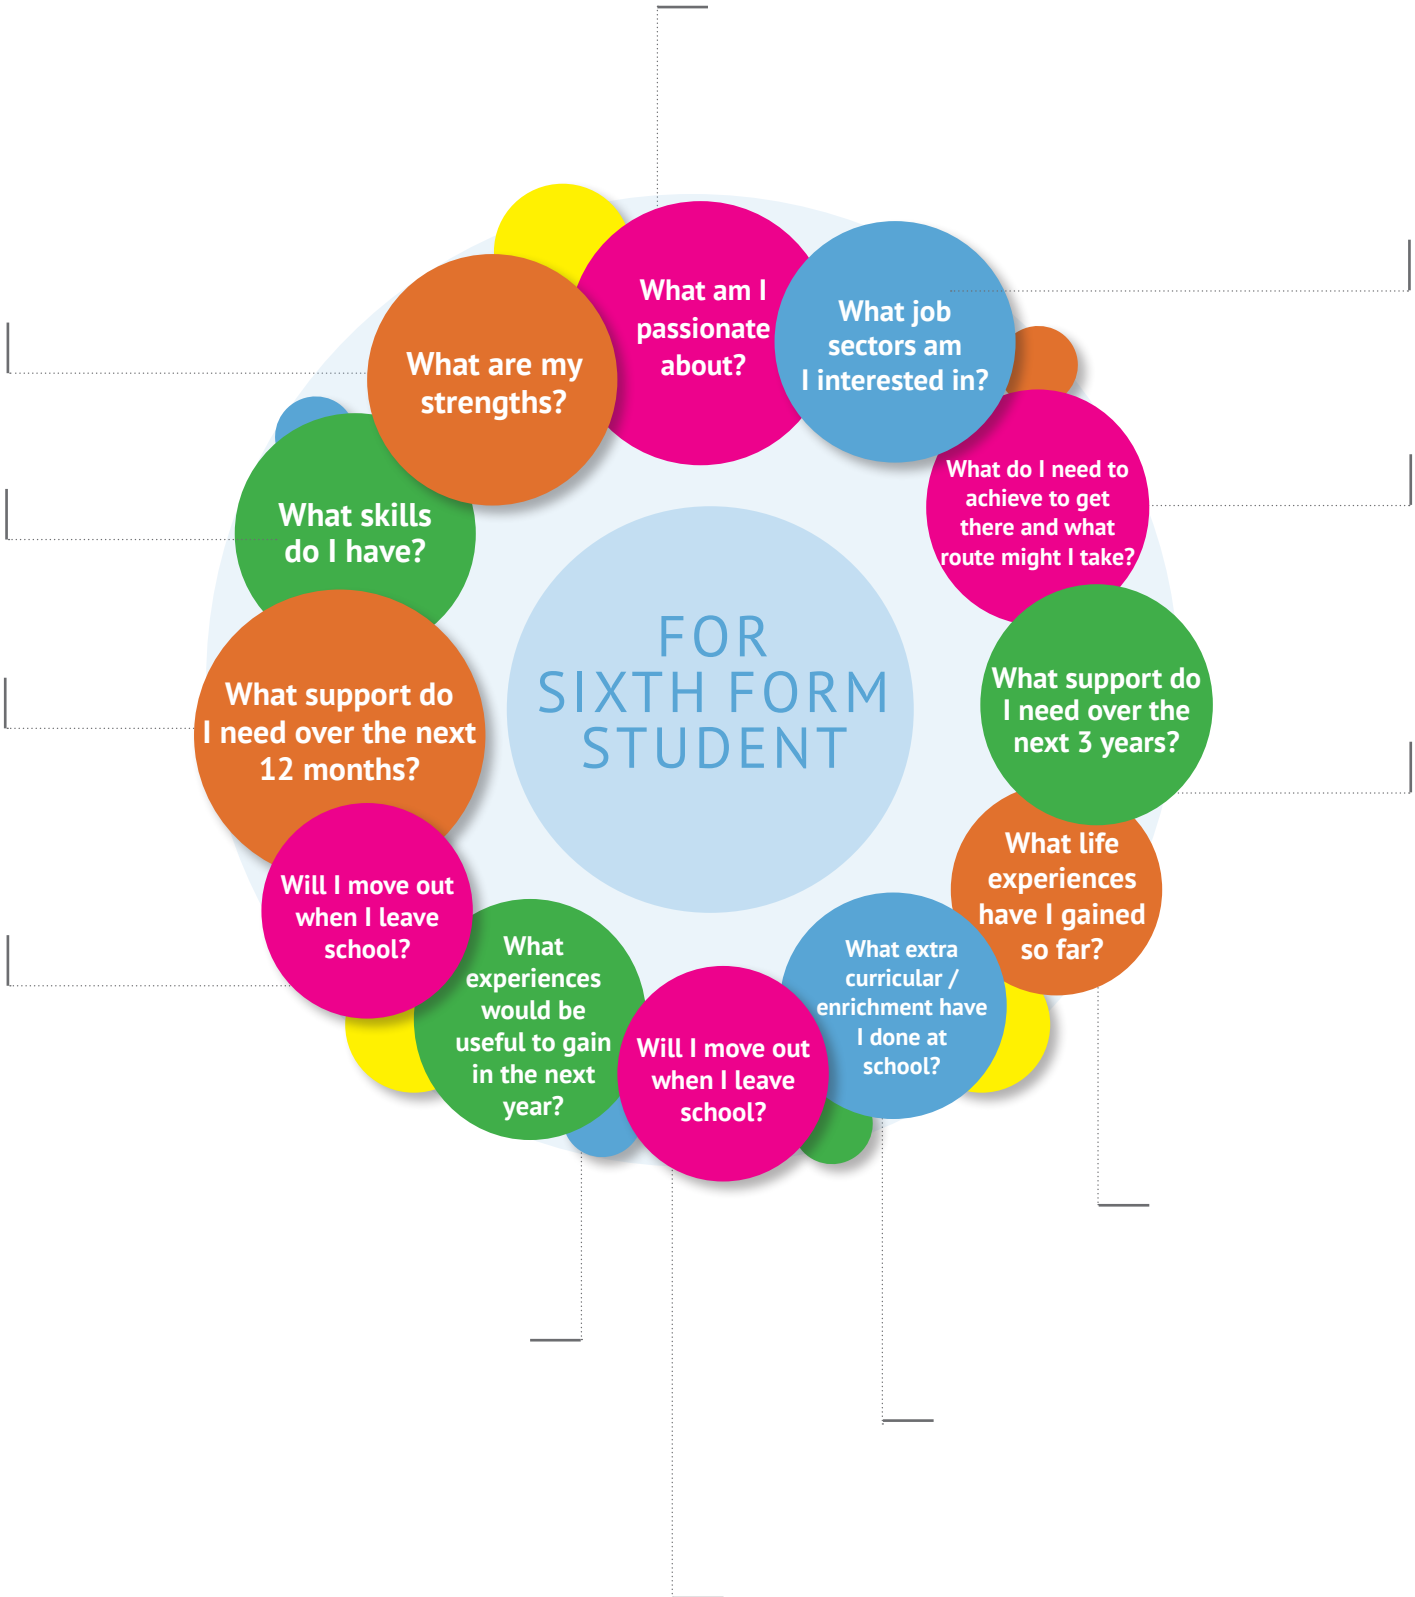 What am I
passionate
about?
What job
sectors am
I interested in?
What do I need to
achieve to get
there and what
route might I take?
What support do
I need over the
next 3 years?
What life
experiences
have I gained
so far?
What extra
curricular /
enrichment have
I done at
school?
Will I move out
when I leave
school?
What
experiences
would be
useful to gain
in the next
year?
Will I move out
when I leave
school?
What support do
I need over the next
12 months?
What skills
do I have?
What are my
strengths?
FOR
SIXTH FORM
STUDENT